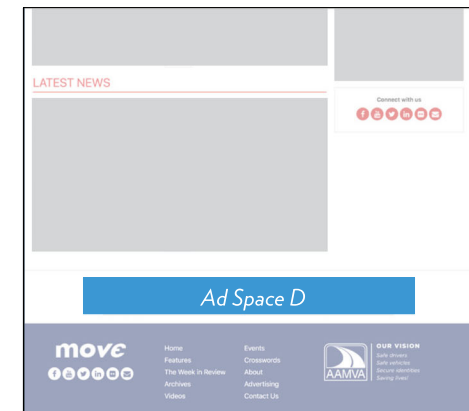 LATEST NEWS
Connect with us
Ad Space D
move
Home
Features
The Week in Review
Archives
Videos
Events
Crosswords
About
Advertising
Contact Us
AAMVA
OUR VISION
Safe drivers
Safe vehicles
Secure identities
Saving lives!